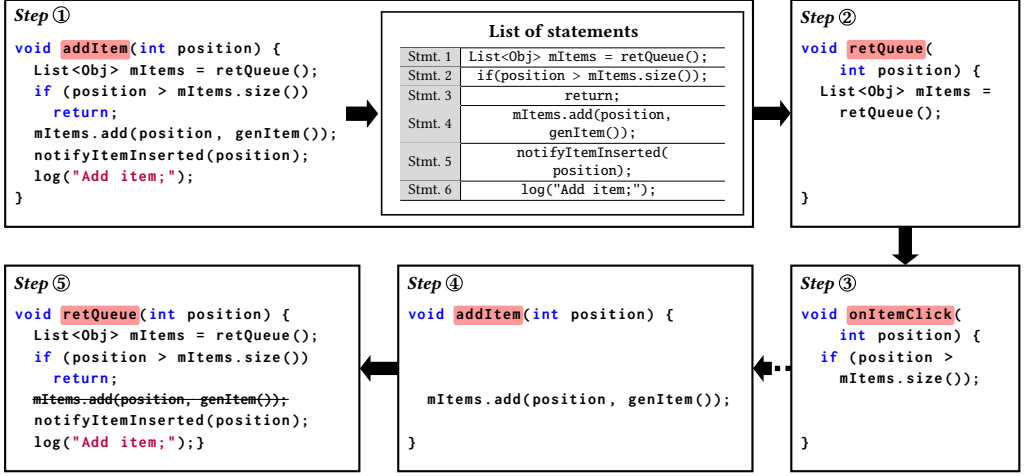 Step ①
void addItem(int position) {
List<Obj> mItems = retQueue();
if (position > mItems.size())
return;
mItems.add(position, genItem());
notifyItemInserted(position);
log("Add item;");
}
List of statements
Stmt. 1 List<Obj> mItems = retQueue();
Stmt. 2 if(position > mItems.size());
Stmt. 3 return;
Stmt. 4 mItems.add(position,
genItem());
Stmt. 5 notifyItemInserted(
position);
Stmt. 6 log("Add item;");
Step ②
void retQueue(
int position) {
List<Obj> mItems =
retQueue();
}
Step ③
void onItemClick(
int position) {
if (position >
mItems.size());
}
Step ④
void addItem(int position) {
mItems.add(position, genItem());
}
Step ⑤
void retQueue(int position) {
List<Obj> mItems = retQueue();
if (position > mItems.size())
return;
mItems.add(position, genItem());
notifyItemInserted(position);
log("Add item;");}